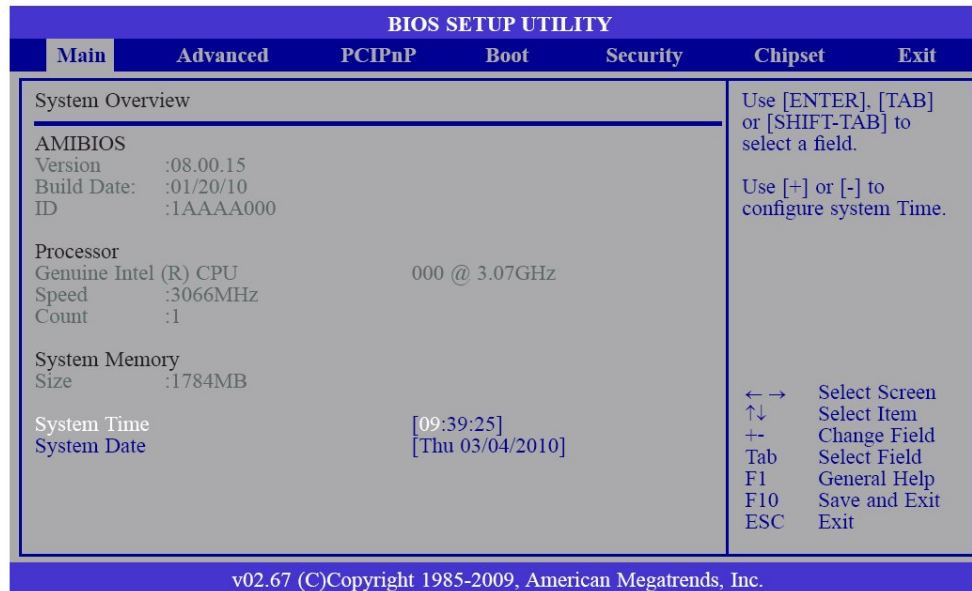 BIOS SETUP UTILITY
Main Advanced PCIPnP Boot Security Chipset Exit
System Overview
AMIBIOS
Version :08.00.15
Build Date: :01/20/10
ID :1AAAA000
Processor
Genuine Intel (R) CPU 000 @ 3.07GHz
Speed :3066MHz
Count :1
System Memory
Size :1784MB
System Time [09:39:25]
System Date [Thu 03/04/2010]
Use [ENTER], [TAB]
or [SHIFT-TAB] to
select a field.
Use [+] or [-] to
configure system Time.
← → Select Screen
↑↓ Select Item
+- Change Field
Tab Select Field
F1 General Help
F10 Save and Exit
ESC Exit
v02.67 (C)Copyright 1985-2009, American Megatrends, Inc.